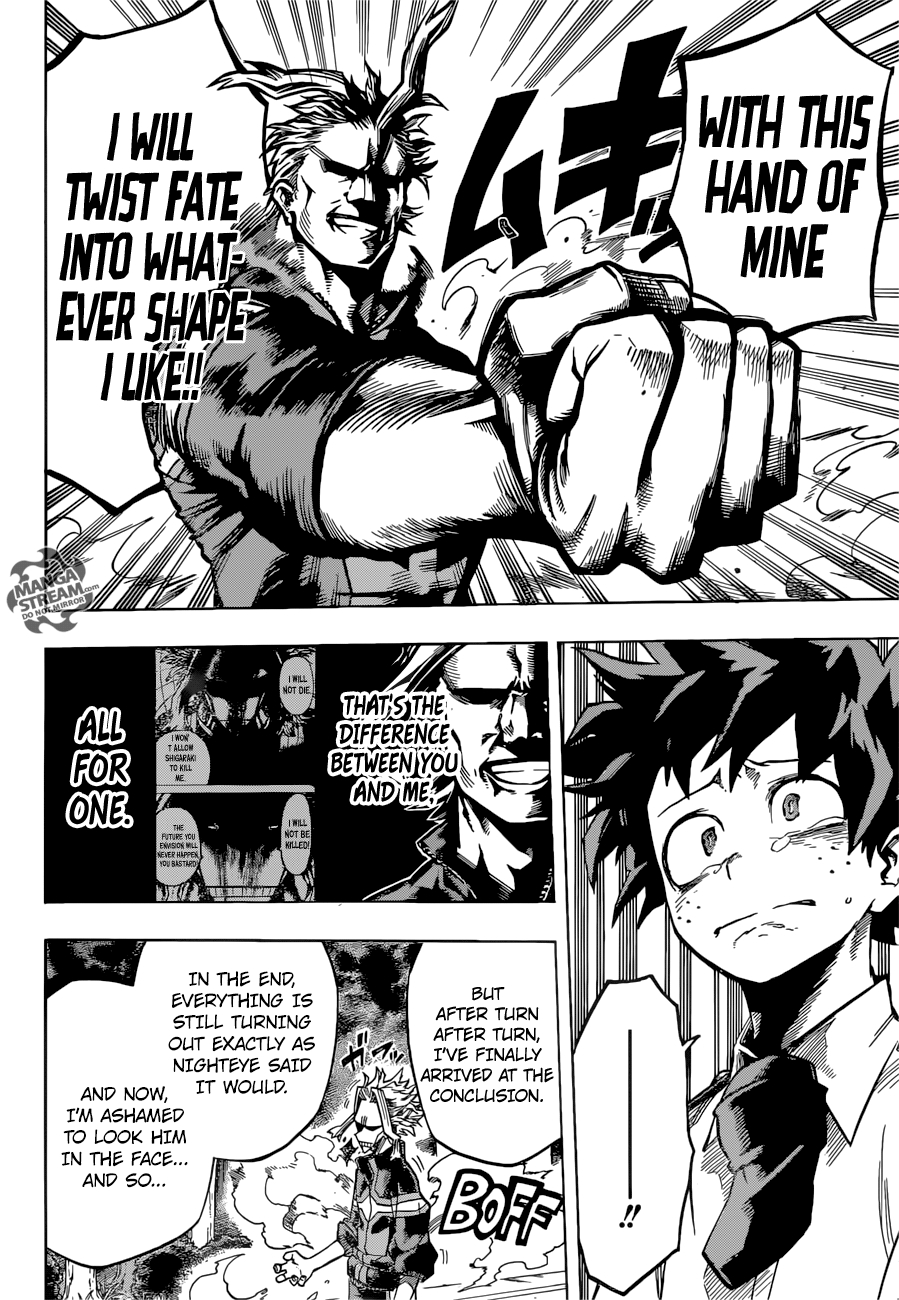 WITH THIS
HAND OF
MINE
ムキッ
I WILL
TWIST FATE
INTO WHAT-
EVER SHAPE
I LIKE!!
MANGA
STREAM.com
DO NOT MIRROR
!!
THAT'S THE
DIFFERENCE
BETWEEN YOU
AND ME,
I WILL
NOT DIE.
I WON'
T ALLOW
SHIGARAKI
TO KILL
ME.
I WILL
NOT BE
KILLED!
THE
FUTURE YOU
ENVISION WILL
NEVER HAPPEN,
YOU BASTARD!
ALL
FOR
ONE.
BUT
AFTER TURN
AFTER TURN,
I'VE FINALLY
ARRIVED AT THE
CONCLUSION.
ガフッ
BOFF
IN THE END,
EVERYTHING IS
STILL TURNING
OUT EXACTLY AS
NIGHTEYE SAID
IT WOULD.
AND NOW,
I'M ASHAMED
TO LOOK HIM
IN THE FACE...
AND SO...